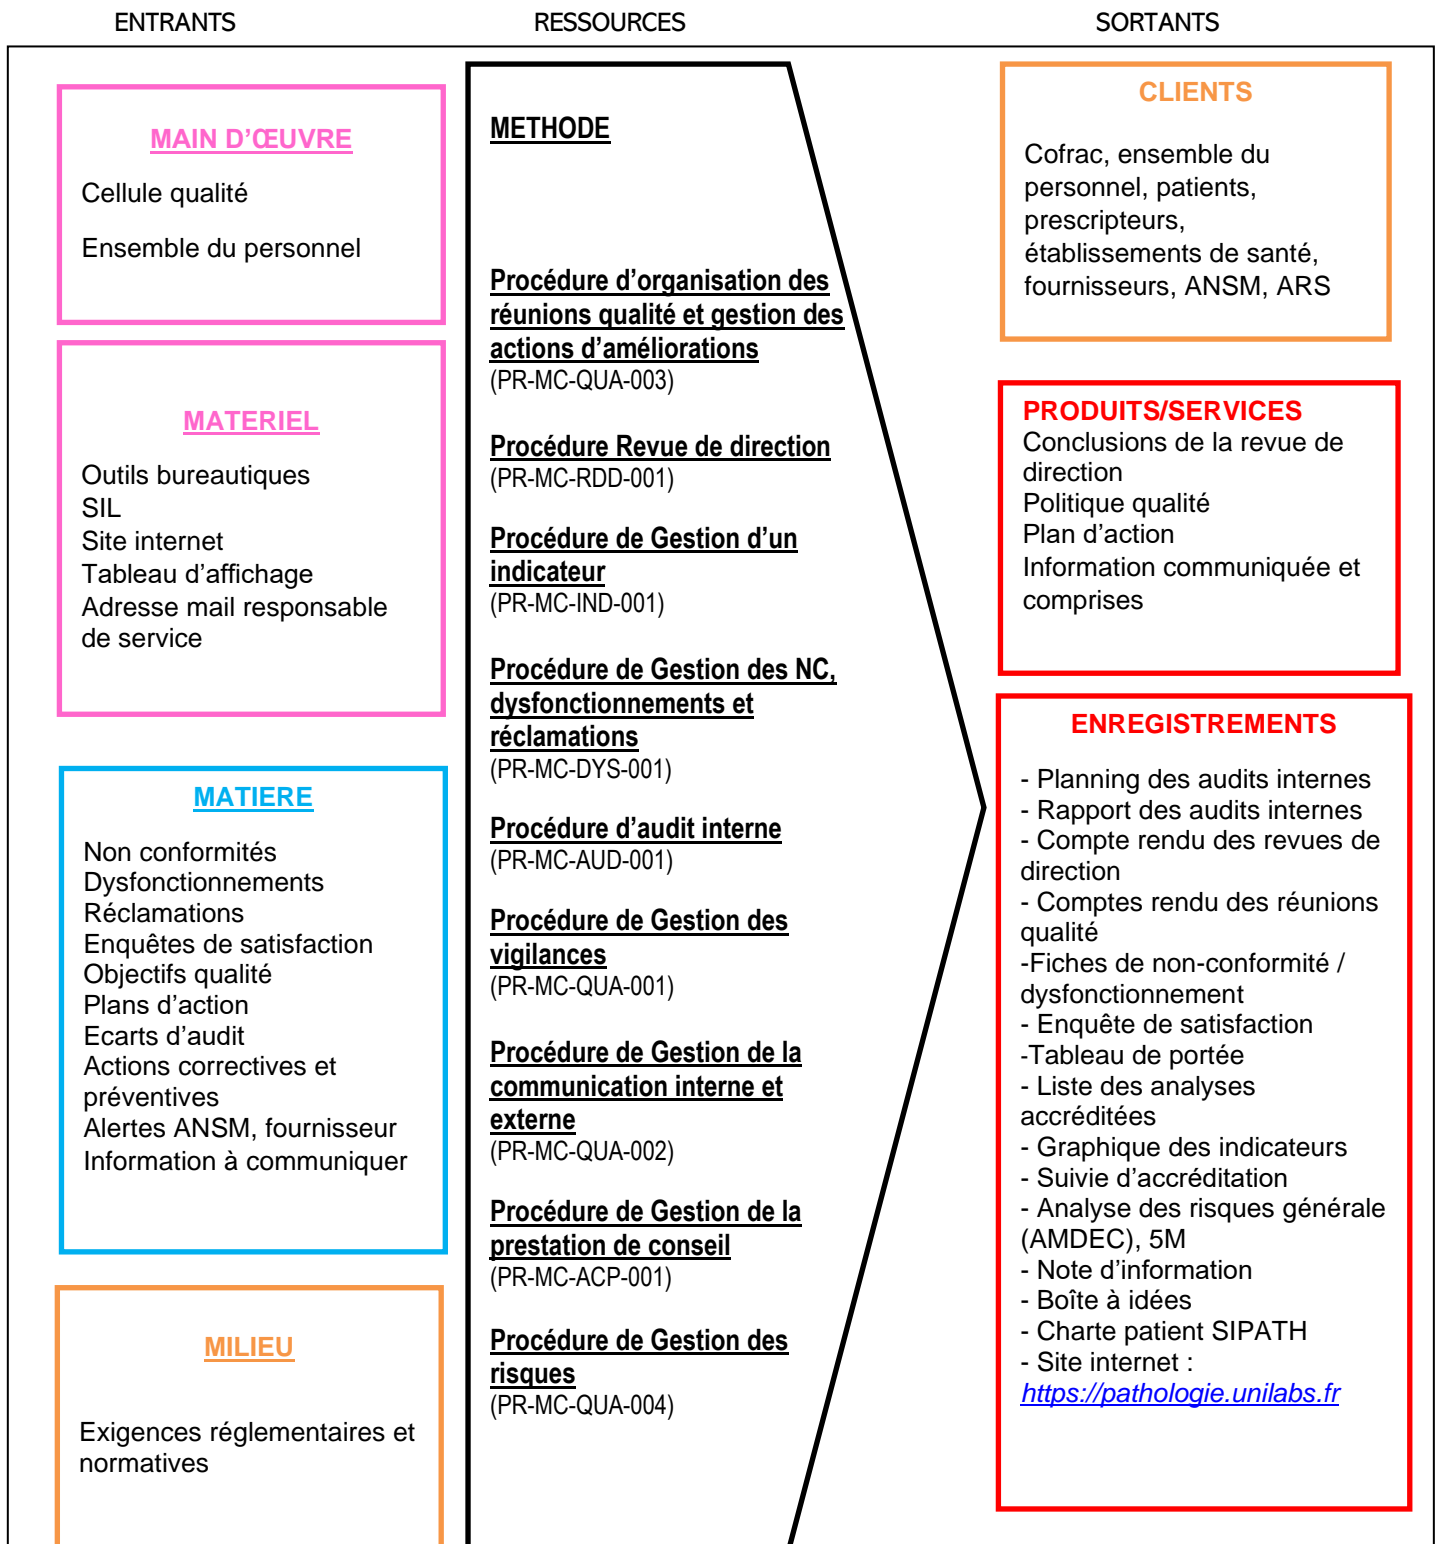 ENTRANTS
RESSOURCES
SORTANTS
MAIN D’ŒUVRE
Cellule qualité
Ensemble du personnel
MATERIEL
Outils bureautiques
SIL
Site internet
Tableau d’affichage
Adresse mail responsable
de service
MATIERE
Non conformités
Dysfonctionnements
Réclamations
Enquêtes de satisfaction
Objectifs qualité
Plans d’action
Ecarts d’audit
Actions correctives et
préventives
Alertes ANSM, fournisseur
Information à communiquer
MILIEU
Exigences réglementaires et
normatives
METHODE
Procédure d’organisation des
réunions qualité et gestion des
actions d’améliorations
(PR-MC-QUA-003)
Procédure Revue de direction
(PR-MC-RDD-001)
Procédure de Gestion d’un
indicateur
(PR-MC-IND-001)
Procédure de Gestion des NC,
dysfonctionnements et
réclamations
(PR-MC-DYS-001)
Procédure d’audit interne
(PR-MC-AUD-001)
Procédure de Gestion des
vigilances
(PR-MC-QUA-001)
Procédure de Gestion de la
communication interne et
externe
(PR-MC-QUA-002)
Procédure de Gestion de la
prestation de conseil
(PR-MC-ACP-001)
Procédure de Gestion des
risques
(PR-MC-QUA-004)
CLIENTS
Cofrac, ensemble du
personnel, patients,
prescripteurs,
établissements de santé,
fournisseurs, ANSM, ARS
PRODUITS/SERVICES
Conclusions de la revue de
direction
Politique qualité
Plan d’action
Information communiquée et
comprises
ENREGISTREMENTS
- Planning des audits internes
- Rapport des audits internes
- Compte rendu des revues de
direction
- Comptes rendu des réunions
qualité
-Fiches de non-conformité /
dysfonctionnement
- Enquête de satisfaction
-Tableau de portée
- Liste des analyses
accréditées
- Graphique des indicateurs
- Suivie d’accréditation
- Analyse des risques générale
(AMDEC), 5M
- Note d’information
- Boîte à idées
- Charte patient SIPATH
- Site internet :
https://pathologie.unilabs.fr